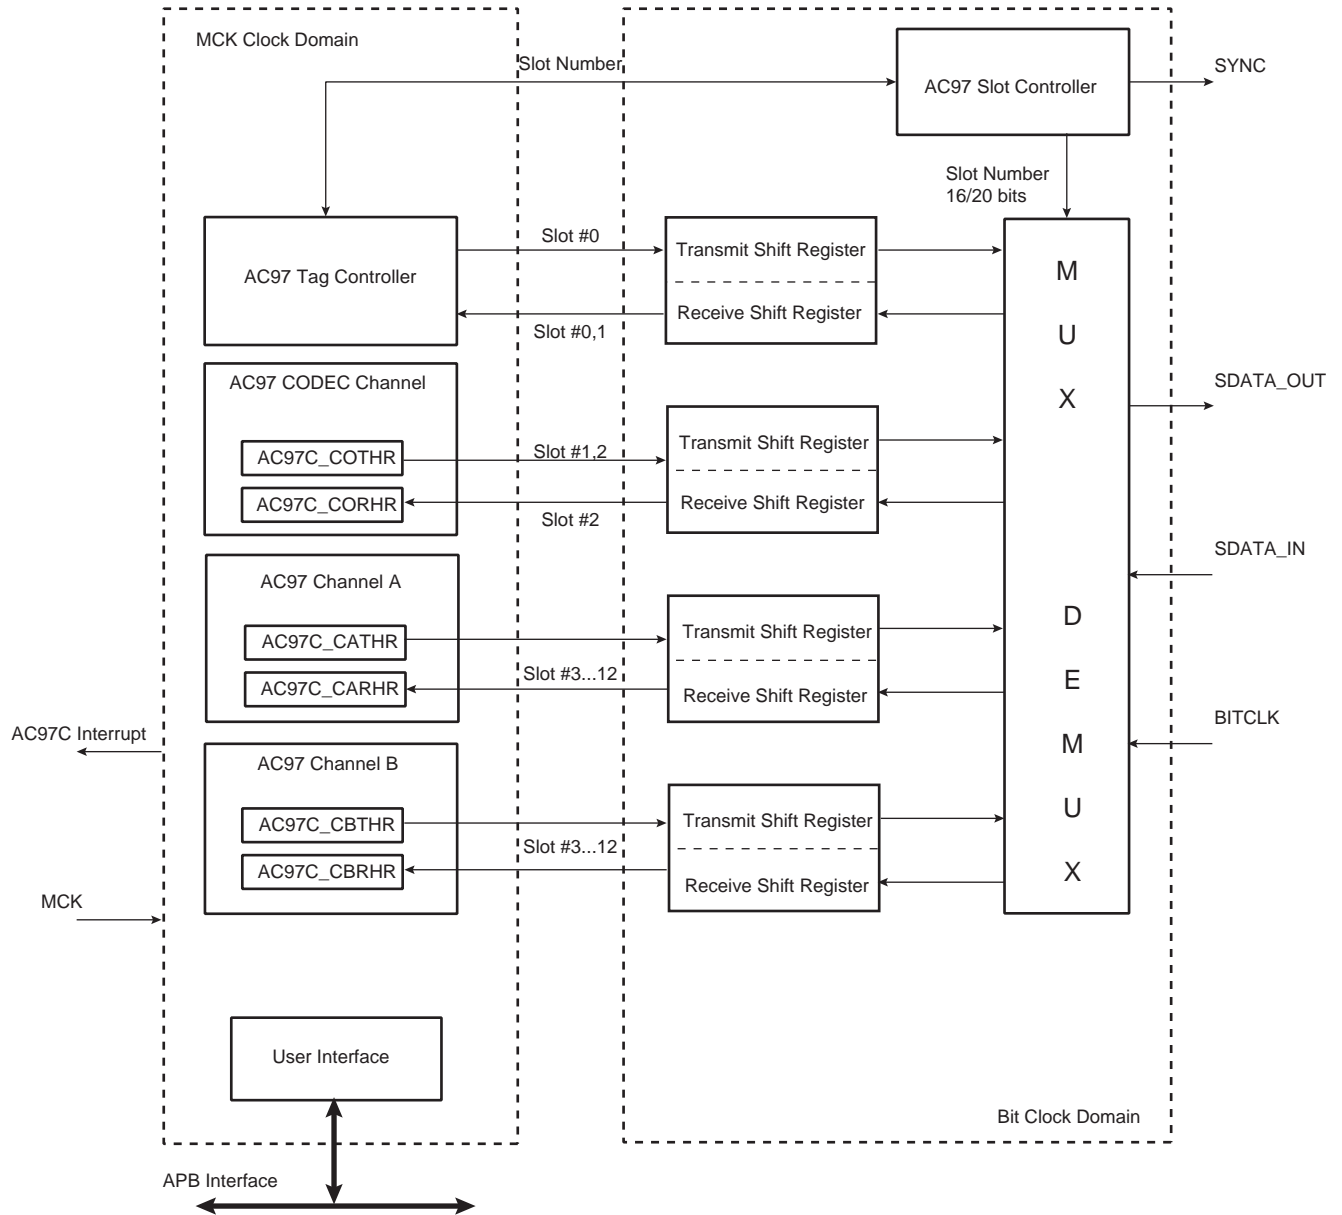 MCK Clock Domain
Slot Number
AC97 Slot Controller
SYNC
Slot Number
16/20 bits
AC97 Tag Controller
Slot #0
Slot #0,1
Transmit Shift Register
Receive Shift Register
M
U
X
D
E
M
U
X
AC97 CODEC Channel
AC97C_COTHR
AC97C_CORHR
Slot #1,2
Slot #2
Transmit Shift Register
Receive Shift Register
SDATA_OUT
SDATA_IN
AC97 Channel A
AC97C_CATHR
AC97C_CARHR
Slot #3...12
Transmit Shift Register
Receive Shift Register
BITCLK
AC97C Interrupt
AC97 Channel B
AC97C_CBTHR
AC97C_CBRHR
Slot #3...12
Transmit Shift Register
Receive Shift Register
MCK
User Interface
Bit Clock Domain
APB Interface